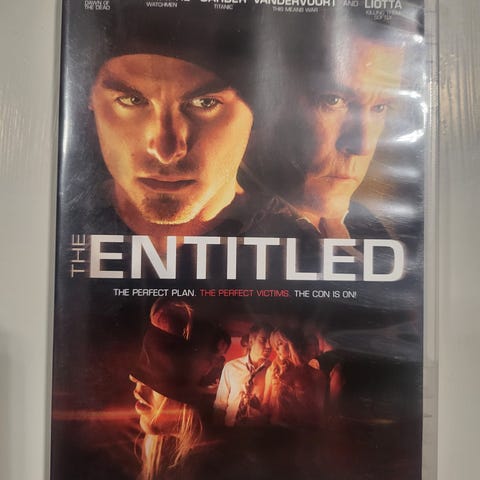 GARBER VANDERVOORT AND LIOTTA
DAWN OF THE DEAD WATCHMEN TITANIC THIS MEANS WAR KILLING THEM SOFTLY
THE ENTITLED
THE PERFECT PLAN. THE PERFECT VICTIMS. THE CON IS ON!